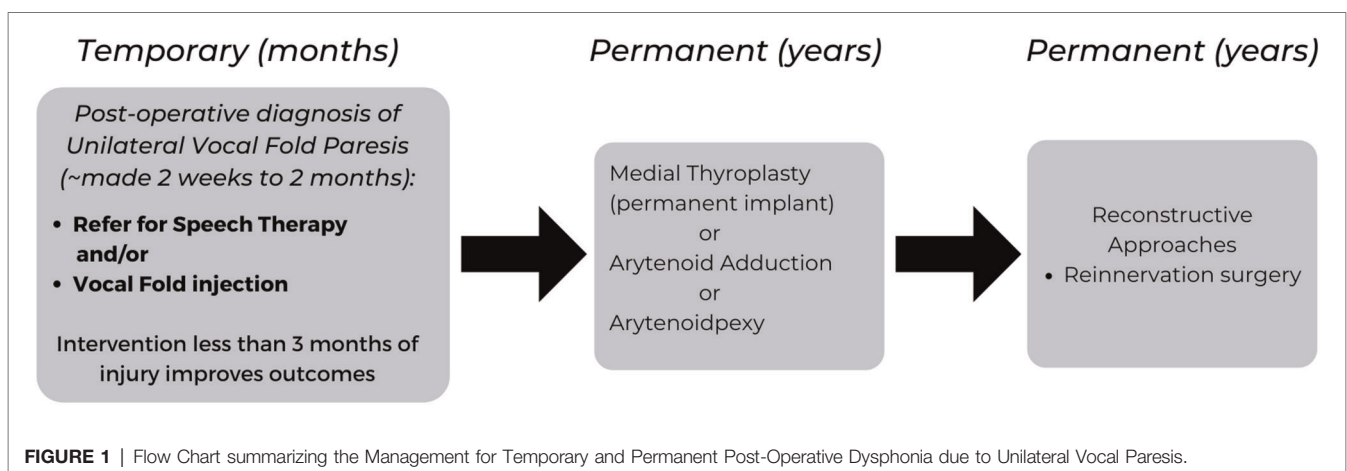 Temporary (months)
Post-operative diagnosis of
Unilateral Vocal Fold Paresis
(~made 2 weeks to 2 months):
• Refer for Speech Therapy
and/or
• Vocal Fold injection
Intervention less than 3 months of
injury improves outcomes
Permanent (years)
Medial Thyroplasty
(permanent implant)
or
Arytenoid Adduction
or
Arytenoidpexy
Permanent (years)
Reconstructive
Approaches
• Reinnervation surgery
FIGURE 1 | Flow Chart summarizing the Management for Temporary and Permanent Post-Operative Dysphonia due to Unilateral Vocal Paresis.